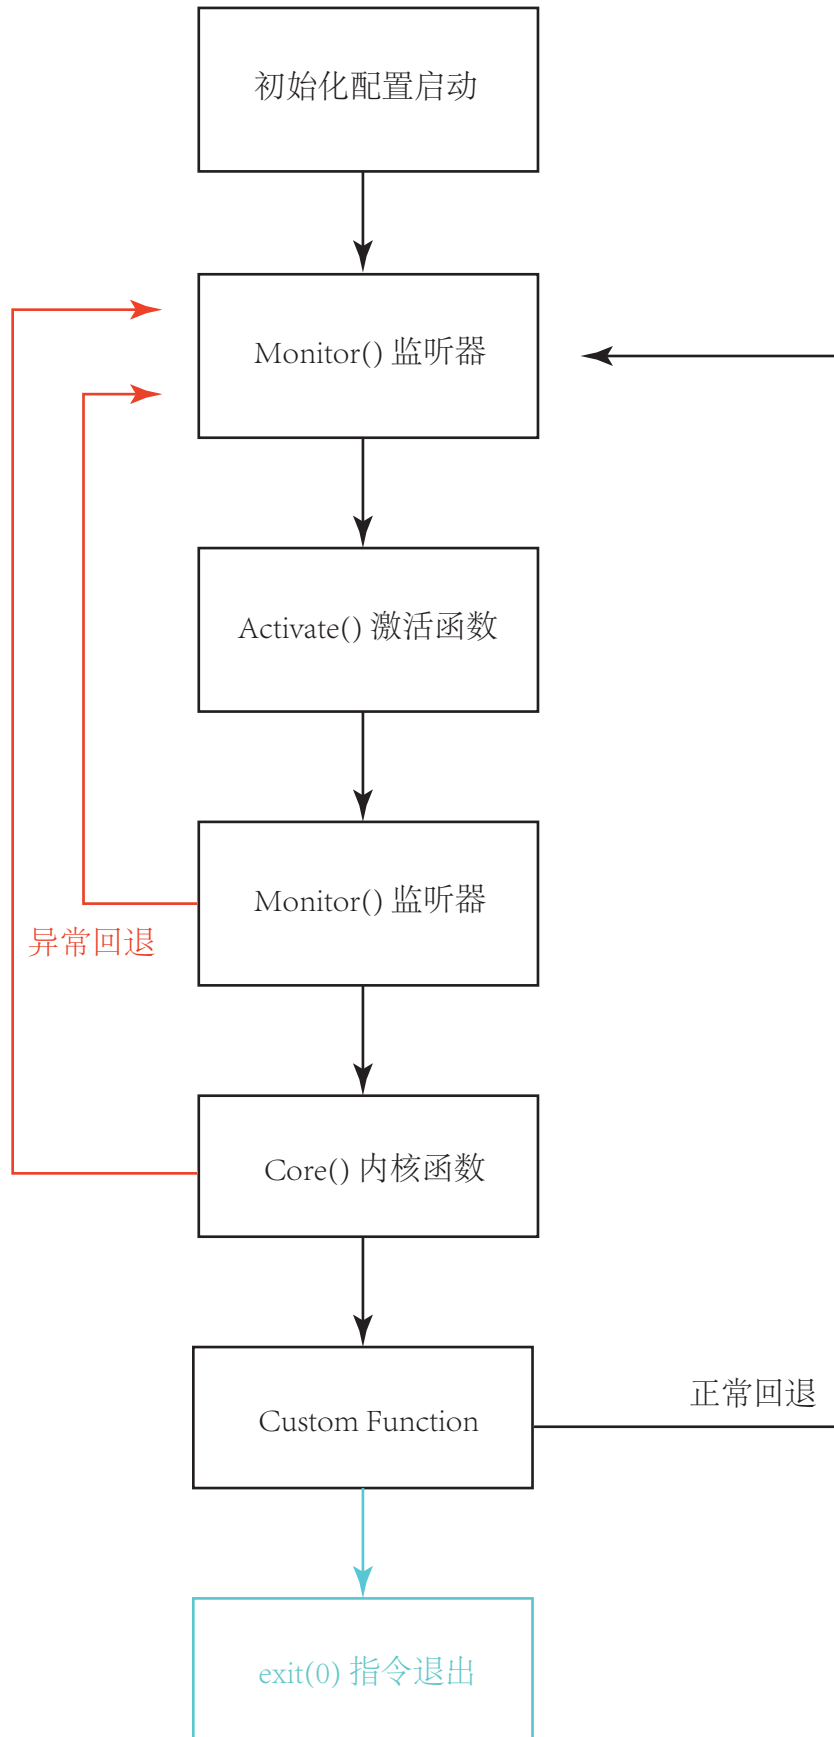 初始化配置启动
Monitor() 监听器
Activate() 激活函数
Monitor() 监听器
异常回退
Core() 内核函数
正常回退
Custom Function
exit(0) 指令退出